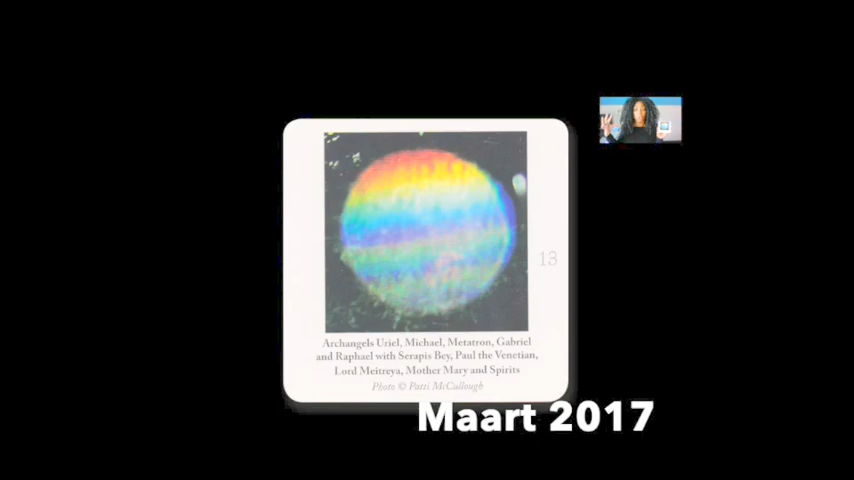 13
Archangels Uriel, Michael, Metatron, Gabriel
and Raphael with Serapis Bey, Paul the Venetian,
Lord Meitreya, Mother Mary and Spirits
Photo © Patti McCullough
Maart 2017